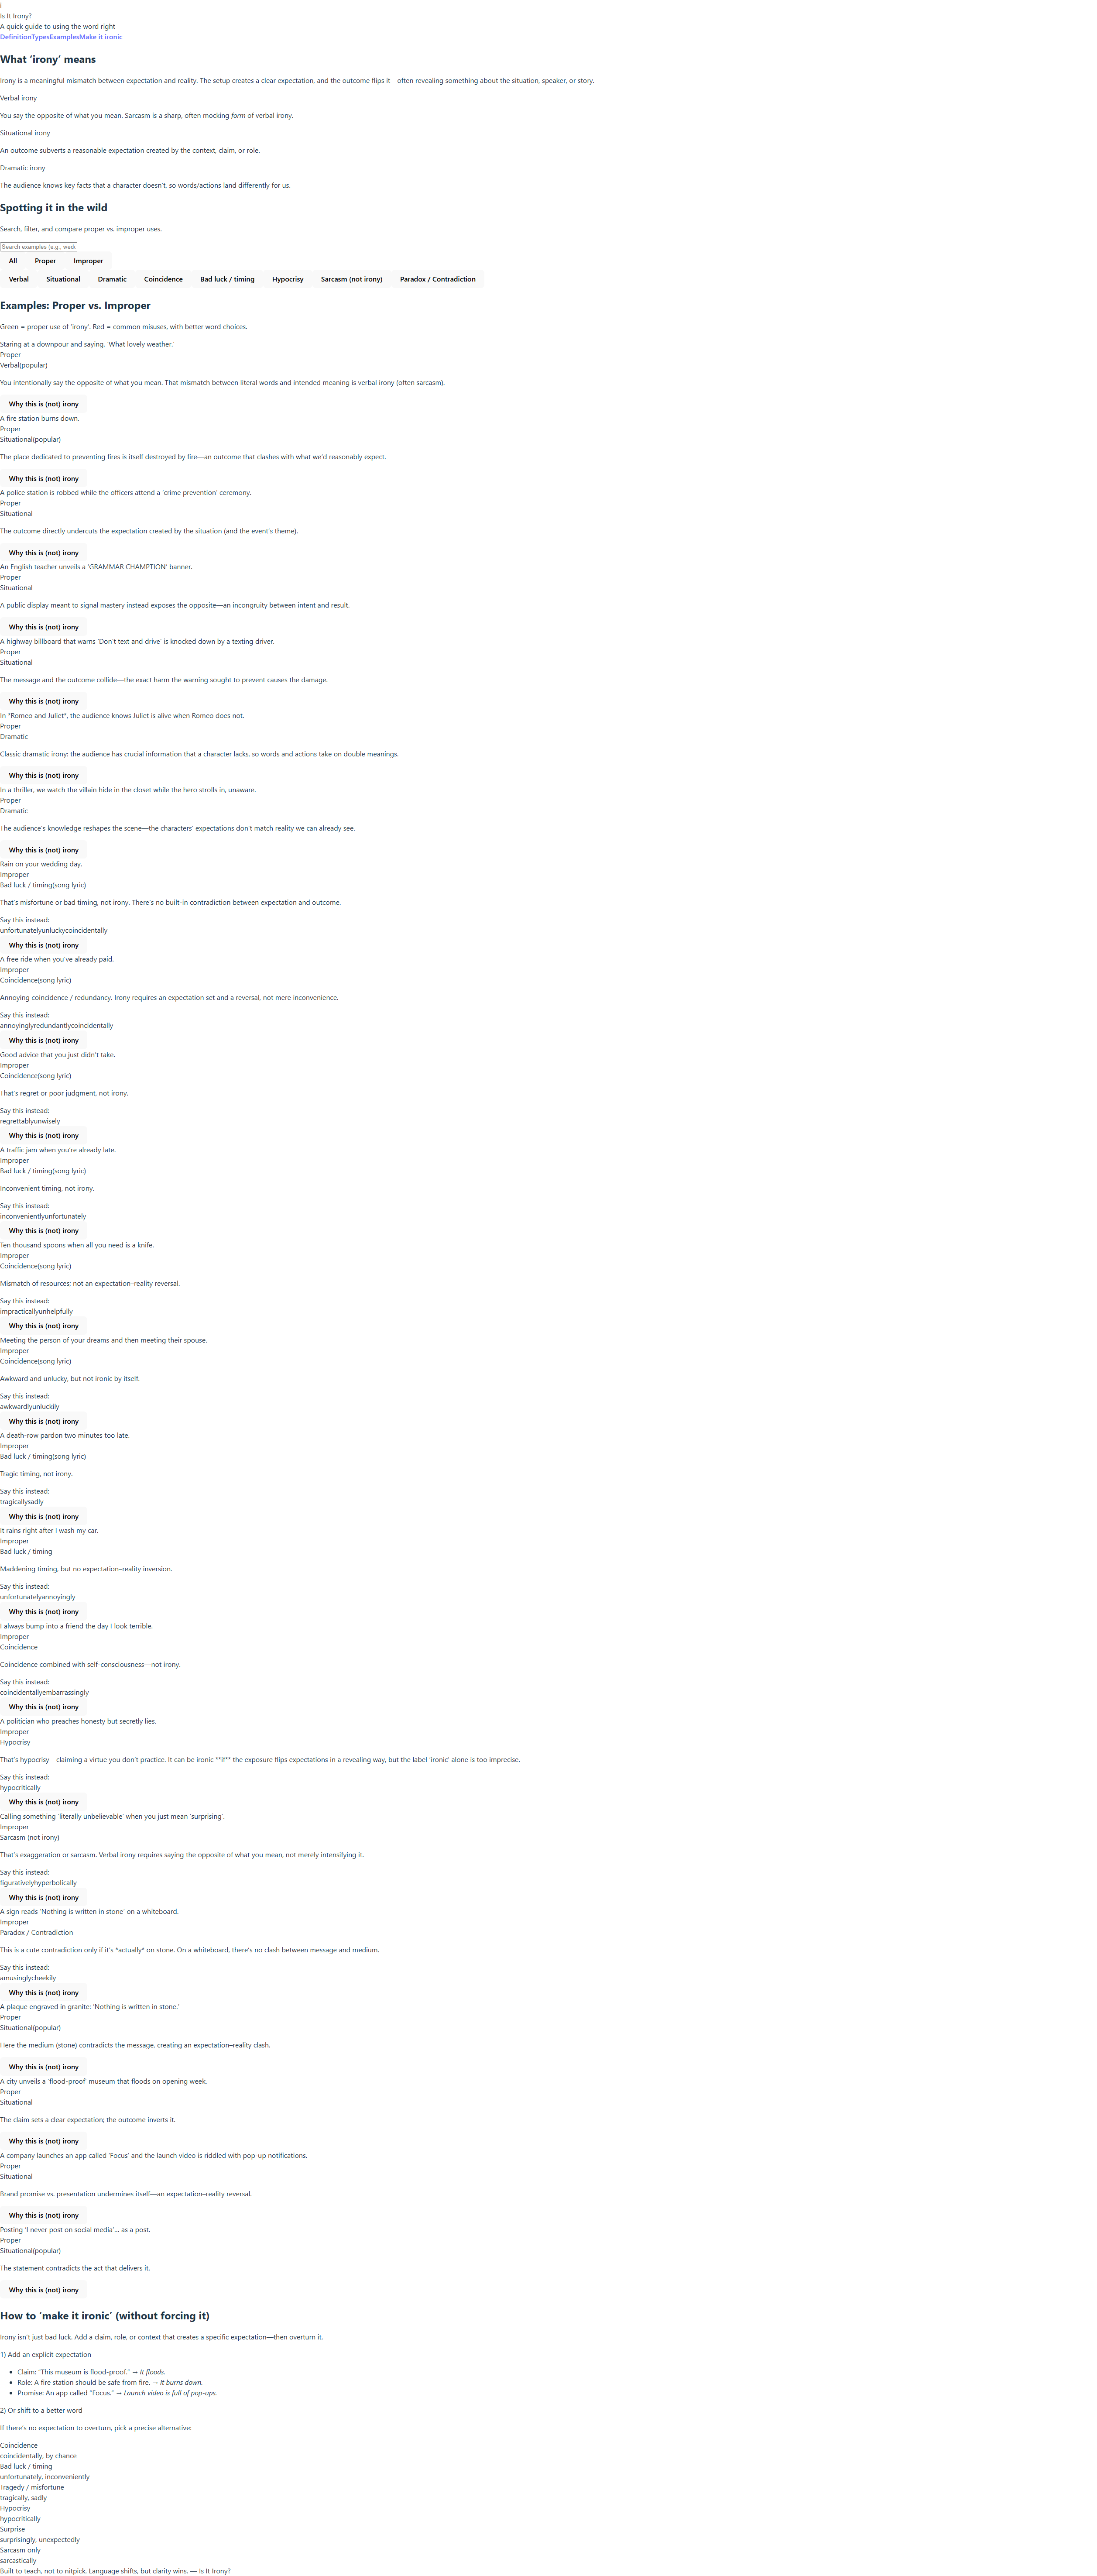 i
Is It Irony?
A quick guide to using the word right
DefinitionTypesExamplesMake it ironic
What ‘irony’ means
Irony is a meaningful mismatch between expectation and reality. The setup creates a clear expectation, and the outcome flips it—often revealing something about the situation, speaker, or story.
Verbal irony
You say the opposite of what you mean. Sarcasm is a sharp, often mocking form of verbal irony.
Situational irony
An outcome subverts a reasonable expectation created by the context, claim, or role.
Dramatic irony
The audience knows key facts that a character doesn’t, so words/actions land differently for us.
Spotting it in the wild
Search, filter, and compare proper vs. improper uses.
Search examples (e.g., wedd
All Proper Improper
Verbal Situational Dramatic Coincidence Bad luck / timing Hypocrisy Sarcasm (not irony) Paradox / Contradiction
Examples: Proper vs. Improper
Green = proper use of ‘irony’. Red = common misuses, with better word choices.
Staring at a downpour and saying, ‘What lovely weather.’
Proper
Verbal(popular)
You intentionally say the opposite of what you mean. That mismatch between literal words and intended meaning is verbal irony (often sarcasm).
Why this is (not) irony
A fire station burns down.
Proper
Situational(popular)
The place dedicated to preventing fires is itself destroyed by fire—an outcome that clashes with what we’d reasonably expect.
Why this is (not) irony
A police station is robbed while the officers attend a ‘crime prevention’ ceremony.
Proper
Situational
The outcome directly undercuts the expectation created by the situation (and the event’s theme).
Why this is (not) irony
An English teacher unveils a ‘GRAMMAR CHAMPTION’ banner.
Proper
Situational
A public display meant to signal mastery instead exposes the opposite—an incongruity between intent and result.
Why this is (not) irony
A highway billboard that warns ‘Don’t text and drive’ is knocked down by a texting driver.
Proper
Situational
The message and the outcome collide—the exact harm the warning sought to prevent causes the damage.
Why this is (not) irony
In *Romeo and Juliet*, the audience knows Juliet is alive when Romeo does not.
Proper
Dramatic
Classic dramatic irony: the audience has crucial information that a character lacks, so words and actions take on double meanings.
Why this is (not) irony
In a thriller, we watch the villain hide in the closet while the hero strolls in, unaware.
Proper
Dramatic
The audience’s knowledge reshapes the scene—the characters’ expectations don’t match reality we can already see.
Why this is (not) irony
Rain on your wedding day.
Improper
Bad luck / timing(song lyric)
That’s misfortune or bad timing, not irony. There’s no built-in contradiction between expectation and outcome.
Say this instead:
unfortunatelyunluckycoincidentally
Why this is (not) irony
A free ride when you’ve already paid.
Improper
Coincidence(song lyric)
Annoying coincidence / redundancy. Irony requires an expectation set and a reversal, not mere inconvenience.
Say this instead:
annoyinglyredundantlycoincidentally
Why this is (not) irony
Good advice that you just didn’t take.
Improper
Coincidence(song lyric)
That’s regret or poor judgment, not irony.
Say this instead:
regrettablyunwisely
Why this is (not) irony
A traffic jam when you’re already late.
Improper
Bad luck / timing(song lyric)
Inconvenient timing, not irony.
Say this instead:
inconvenientlyunfortunately
Why this is (not) irony
Ten thousand spoons when all you need is a knife.
Improper
Coincidence(song lyric)
Mismatch of resources; not an expectation–reality reversal.
Say this instead:
impracticallyunhelpfully
Why this is (not) irony
Meeting the person of your dreams and then meeting their spouse.
Improper
Coincidence(song lyric)
Awkward and unlucky, but not ironic by itself.
Say this instead:
awkwardlyunluckily
Why this is (not) irony
A death-row pardon two minutes too late.
Improper
Bad luck / timing(song lyric)
Tragic timing, not irony.
Say this instead:
tragicallysadly
Why this is (not) irony
It rains right after I wash my car.
Improper
Bad luck / timing
Maddening timing, but no expectation–reality inversion.
Say this instead:
unfortunatelyannoyingly
Why this is (not) irony
I always bump into a friend the day I look terrible.
Improper
Coincidence
Coincidence combined with self-consciousness—not irony.
Say this instead:
coincidentallyembarrassingly
Why this is (not) irony
A politician who preaches honesty but secretly lies.
Improper
Hypocrisy
That’s hypocrisy—claiming a virtue you don’t practice. It can be ironic **if** the exposure flips expectations in a revealing way, but the label ‘ironic’ alone is too imprecise.
Say this instead:
hypocritically
Why this is (not) irony
Calling something ‘literally unbelievable’ when you just mean ‘surprising’.
Improper
Sarcasm (not irony)
That’s exaggeration or sarcasm. Verbal irony requires saying the opposite of what you mean, not merely intensifying it.
Say this instead:
figurativelyhyperbolically
Why this is (not) irony
A sign reads ‘Nothing is written in stone’ on a whiteboard.
Improper
Paradox / Contradiction
This is a cute contradiction only if it’s *actually* on stone. On a whiteboard, there’s no clash between message and medium.
Say this instead:
amusinglycheekily
Why this is (not) irony
A plaque engraved in granite: ‘Nothing is written in stone.’
Proper
Situational(popular)
Here the medium (stone) contradicts the message, creating an expectation–reality clash.
Why this is (not) irony
A city unveils a ‘flood-proof’ museum that floods on opening week.
Proper
Situational
The claim sets a clear expectation; the outcome inverts it.
Why this is (not) irony
A company launches an app called ‘Focus’ and the launch video is riddled with pop-up notifications.
Proper
Situational
Brand promise vs. presentation undermines itself—an expectation–reality reversal.
Why this is (not) irony
Posting ‘I never post on social media’… as a post.
Proper
Situational(popular)
The statement contradicts the act that delivers it.
Why this is (not) irony
How to ‘make it ironic’ (without forcing it)
Irony isn’t just bad luck. Add a claim, role, or context that creates a specific expectation—then overturn it.
1) Add an explicit expectation
• Claim: “This museum is flood-proof.” → It floods.
• Role: A fire station should be safe from fire. → It burns down.
• Promise: An app called “Focus.” → Launch video is full of pop-ups.
2) Or shift to a better word
If there’s no expectation to overturn, pick a precise alternative:
Coincidence
coincidentally, by chance
Bad luck / timing
unfortunately, inconveniently
Tragedy / misfortune
tragically, sadly
Hypocrisy
hypocritically
Surprise
surprisingly, unexpectedly
Sarcasm only
sarcastically
Built to teach, not to nitpick. Language shifts, but clarity wins. — Is It Irony?